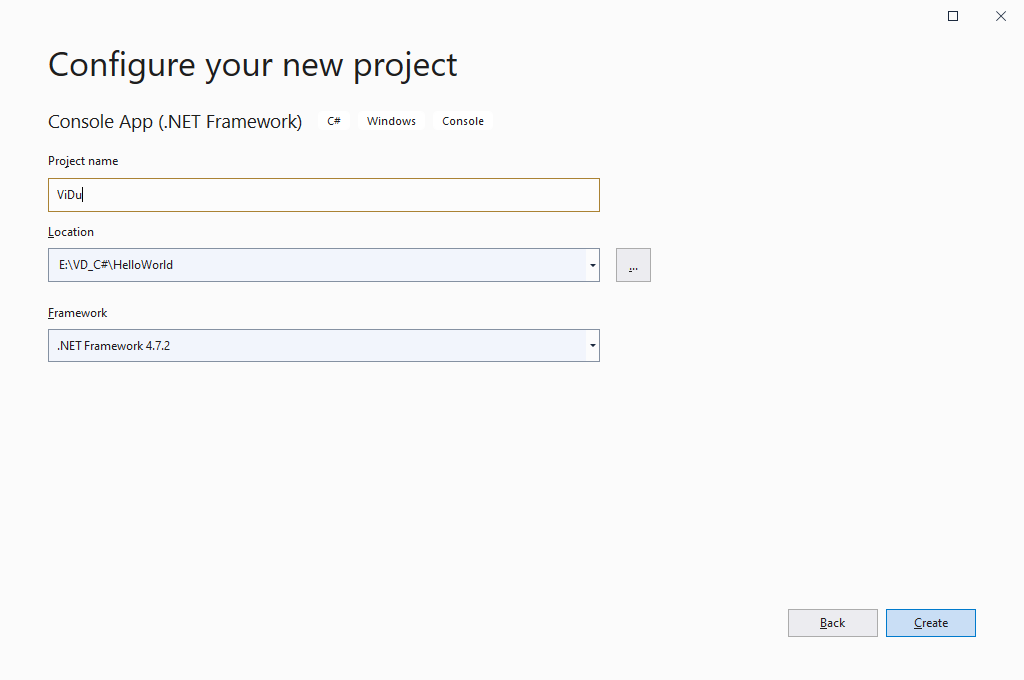 Configure your new project
Console App (.NET Framework) C# Windows Console
Project name
ViDu
Location
E:\VD_C#\HelloWorld
...
Framework
.NET Framework 4.7.2
Back Create